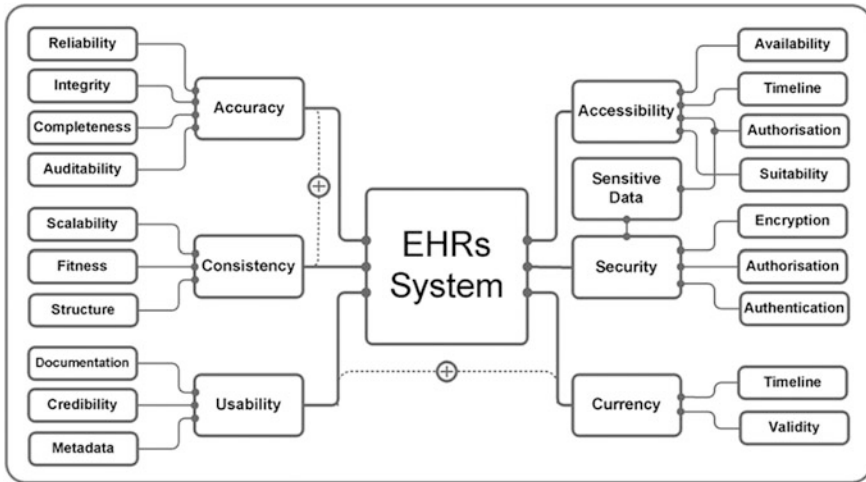 Reliability
Integrity
Completeness
Auditability
Accuracy
Scalability
Fitness
Structure
Consistency
Documentation
Credibility
Metadata
Usability
EHRs
System
Accessibility
Sensitive
Data
Security
Currency
Availability
Timeline
Authorisation
Suitability
Encryption
Authorisation
Authentication
Timeline
Validity